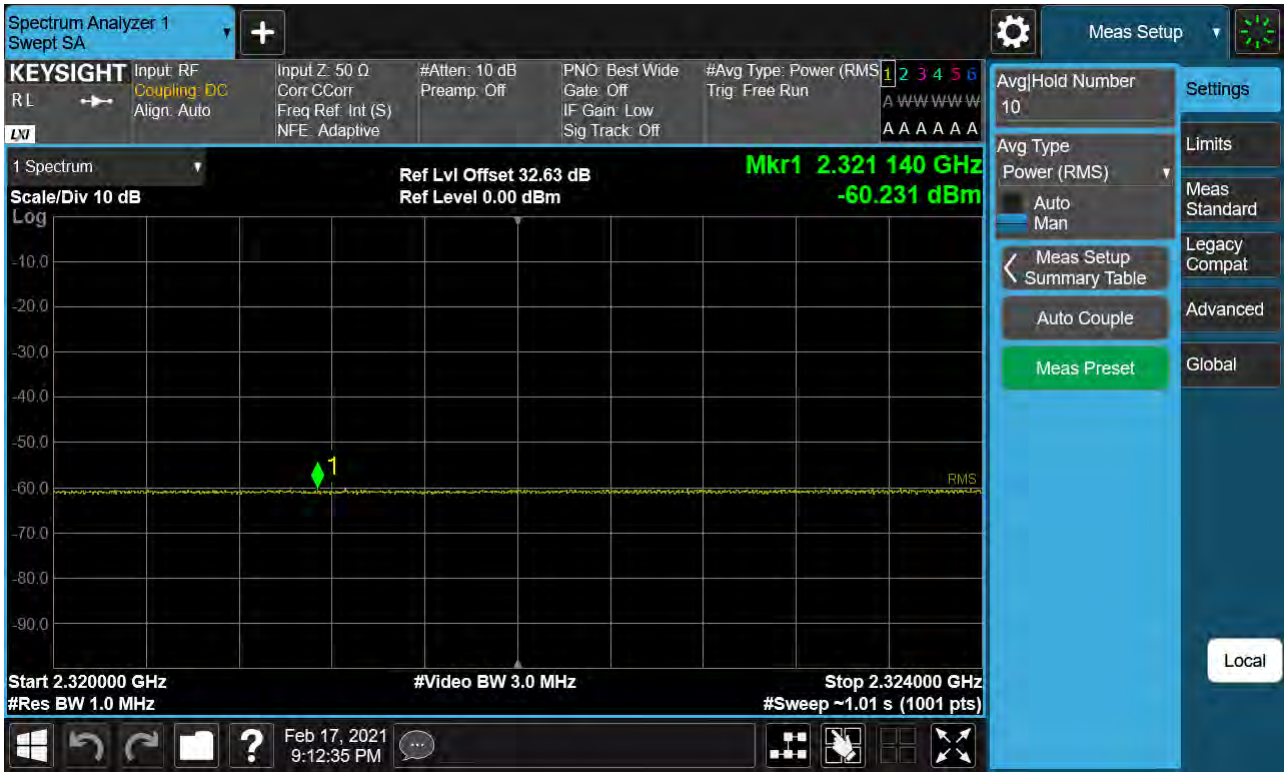 Spectrum Analyzer 1
Swept SA
+
Meas Setup
KEYSIGHT
RL
LXI
Input: RF
Coupling: DC
Align: Auto
Input Z: 50 Ω
Corr CCorr
Freq Ref: Int (S)
NFE: Adaptive
#Atten: 10 dB
Preamp: Off
PNO: Best Wide
Gate: Off
IF Gain: Low
Sig Track: Off
#Avg Type: Power (RMS
Trig: Free Run
1 2 3 4 5 6
A W W W W W
A A A A A A
1 Spectrum
Scale/Div 10 dB
Log
Ref Lvl Offset 32.63 dB
Ref Level 0.00 dBm
Mkr1 2.321 140 GHz
-60.231 dBm
-10.0
-20.0
-30.0
-40.0
-50.0
1
RMS
-60.0
-70.0
-80.0
-90.0
Start 2.320000 GHz
#Res BW 1.0 MHz
#Video BW 3.0 MHz
Stop 2.324000 GHz
#Sweep ~1.01 s (1001 pts)
Avg|Hold Number
10
Avg Type
Power (RMS)
Auto
Man
Meas Setup
Summary Table
Auto Couple
Meas Preset
Settings
Limits
Meas
Standard
Legacy
Compat
Advanced
Global
Local
?
Feb 17, 2021
9:12:35 PM